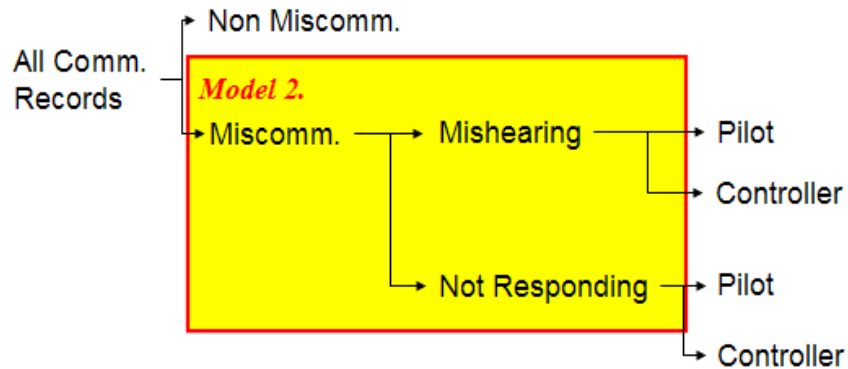 Non Miscomm.
All Comm.
Records
Model 2.
Miscomm.
Mishearing
Pilot
Controller
Not Responding
Pilot
Controller